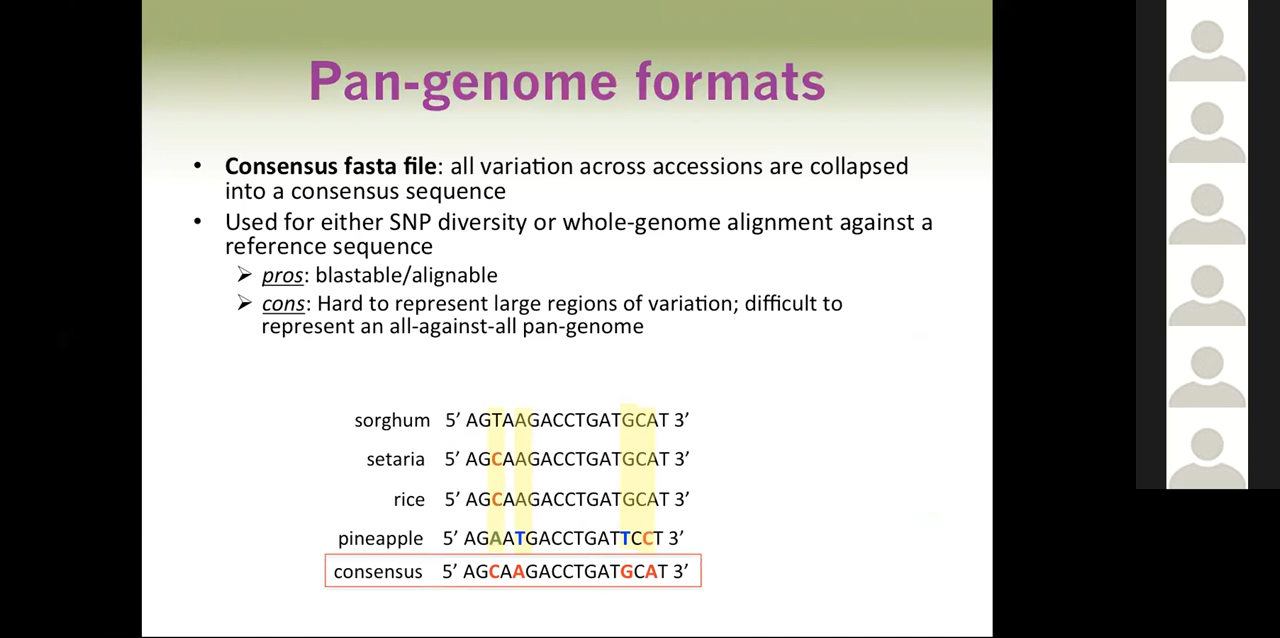 Pan-genome formats
• Consensus fasta file: all variation across accessions are collapsed
into a consensus sequence
• Used for either SNP diversity or whole-genome alignment against a
reference sequence
➢ pros: blastable/alignable
➢ cons: Hard to represent large regions of variation; difficult to
represent an all-against-all pan-genome
sorghum 5’ AGTAAGACCTGATGCAT 3’
setaria 5’ AGCAAGACCTGATGCAT 3’
rice 5’ AGCAAGACCTGATGCAT 3’
pineapple 5’ AGAATGACCTGATTCCT 3’
consensus 5’ AGCAAGACCTGATGCAT 3’